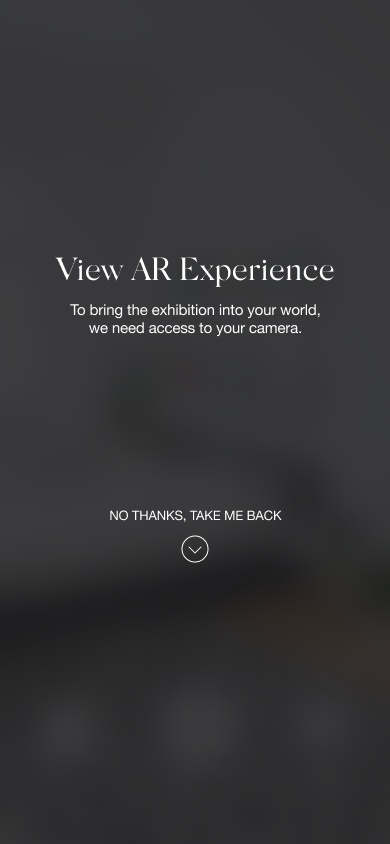 View AR Experience
To bring the exhibition into your world,
we need access to your camera.
NO THANKS, TAKE ME BACK